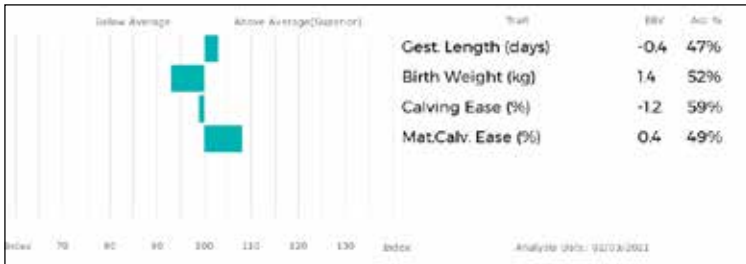 Below Average Above Average(Superior) Trait EBV Acc %
Gest. Length (days) -0.4 47%
Birth Weight (kg) 1.4 52%
Calving Ease (%) -1.2 59%
Mat.Calv. Ease (%) 0.4 49%
Index 70 80 90 100 110 120 130 Index Analysis Date: 02/03/2021